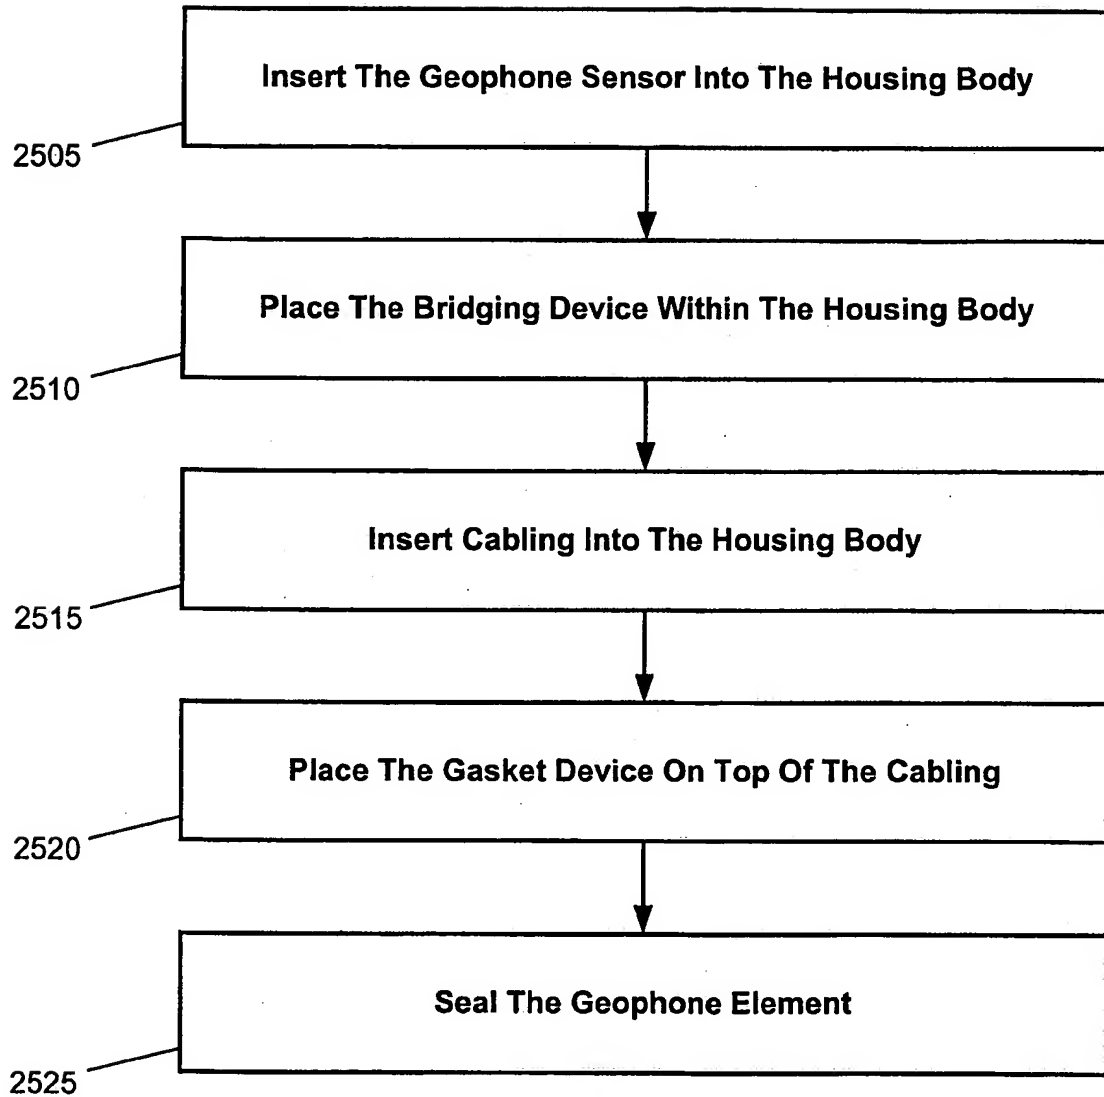 Insert The Geophone Sensor Into The Housing Body
2505
Place The Bridging Device Within The Housing Body
2510
Insert Cabling Into The Housing Body
2515
Place The Gasket Device On Top Of The Cabling
2520
Seal The Geophone Element
2525